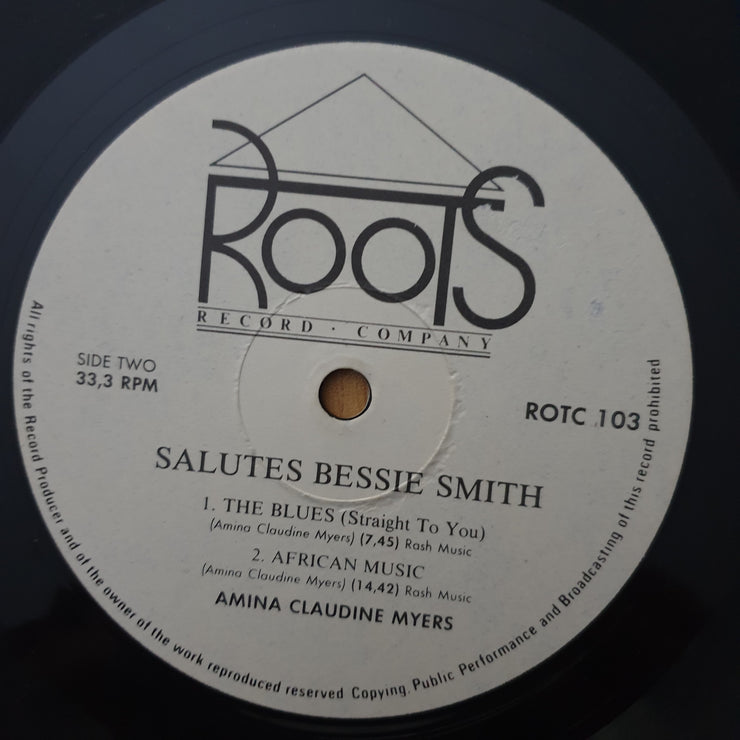 ROOTS
RECORD · COMPANY
SIDE TWO
33,3 RPM
ROTC 103
SALUTES BESSIE SMITH
1. THE BLUES (Straight To You)
(Amina Claudine Myers) (7,45) Rash Music
2. AFRICAN MUSIC
(Amina Claudine Myers) (14,42) Rash Music
AMINA CLAUDINE MYERS
All rights of the Record Producer and of the owner of the work reproduced reserved Copying, Public Performance and Broadcasting of this record prohibited